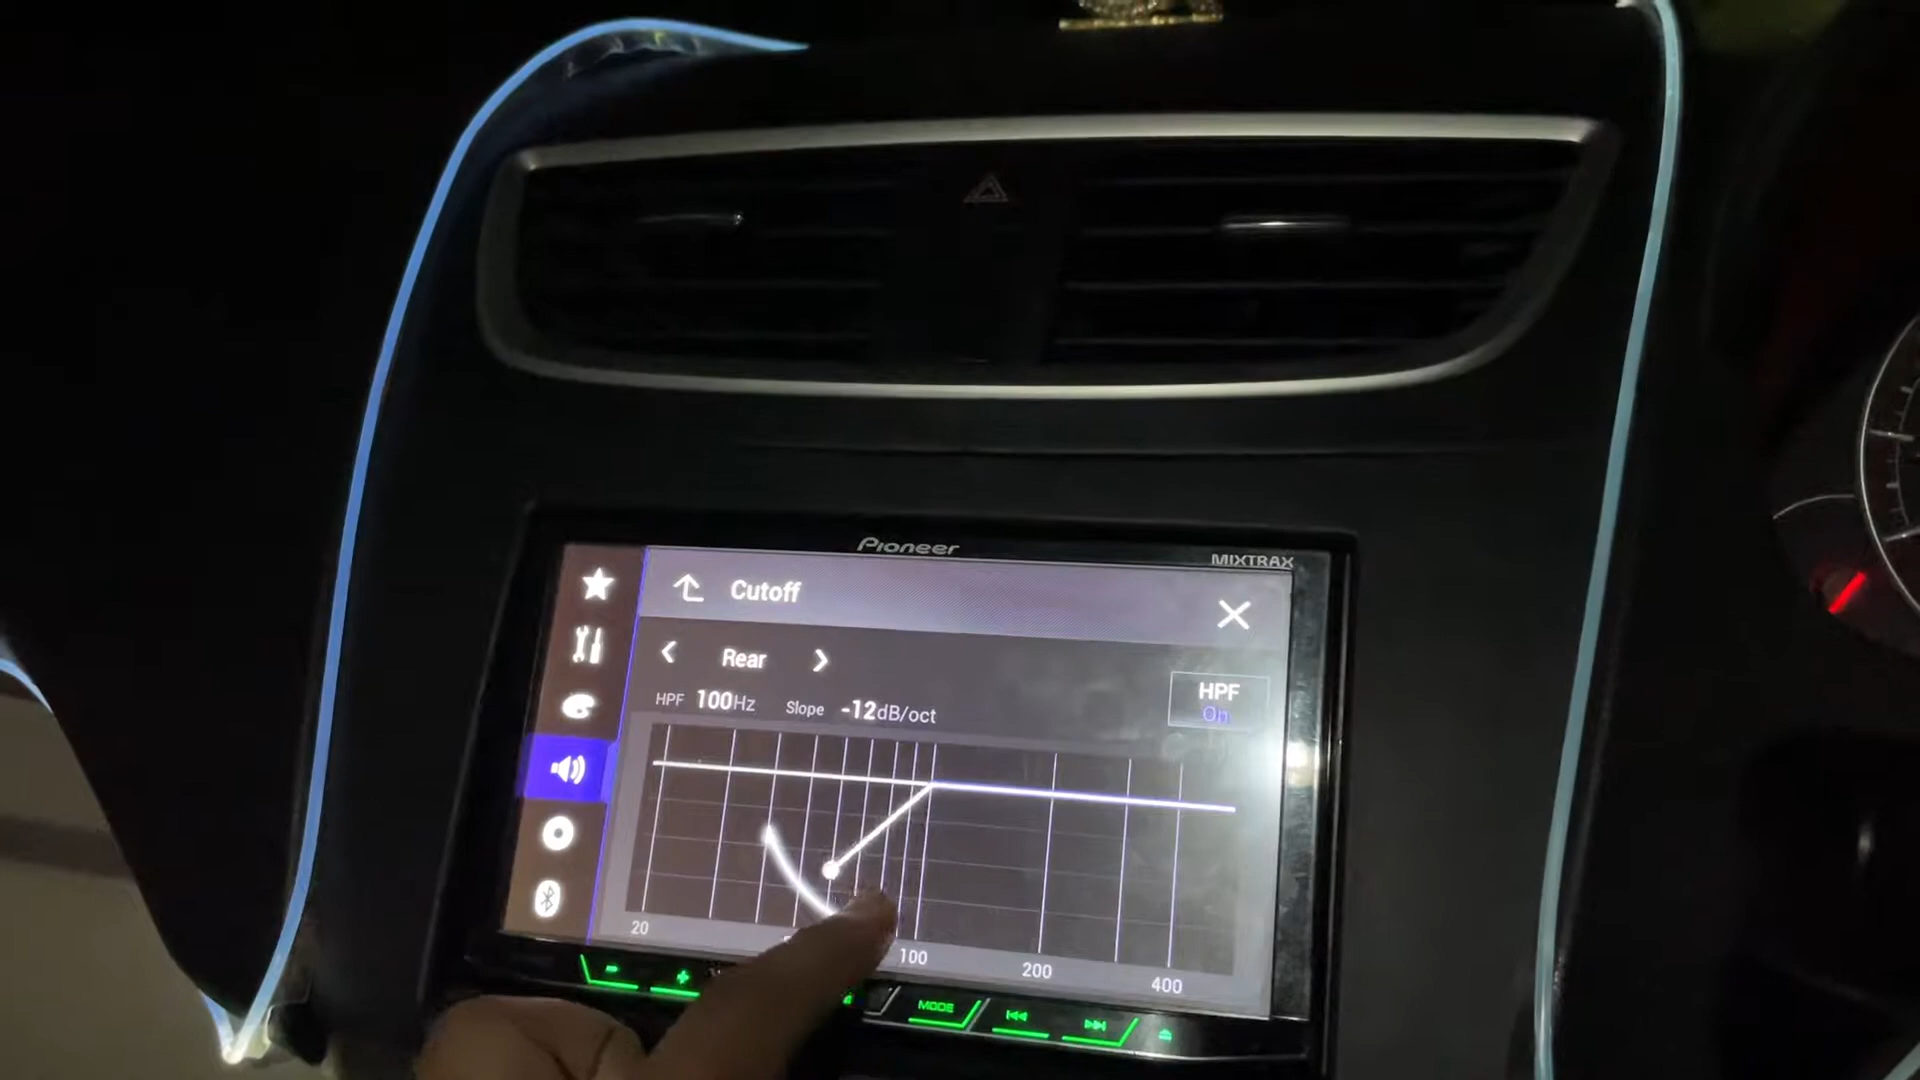 Pioneer
MIXTRAX
Cutoff
Rear
HPF 100Hz Slope -12dB/oct
HPF
On
20 100 200 400
- + MODE